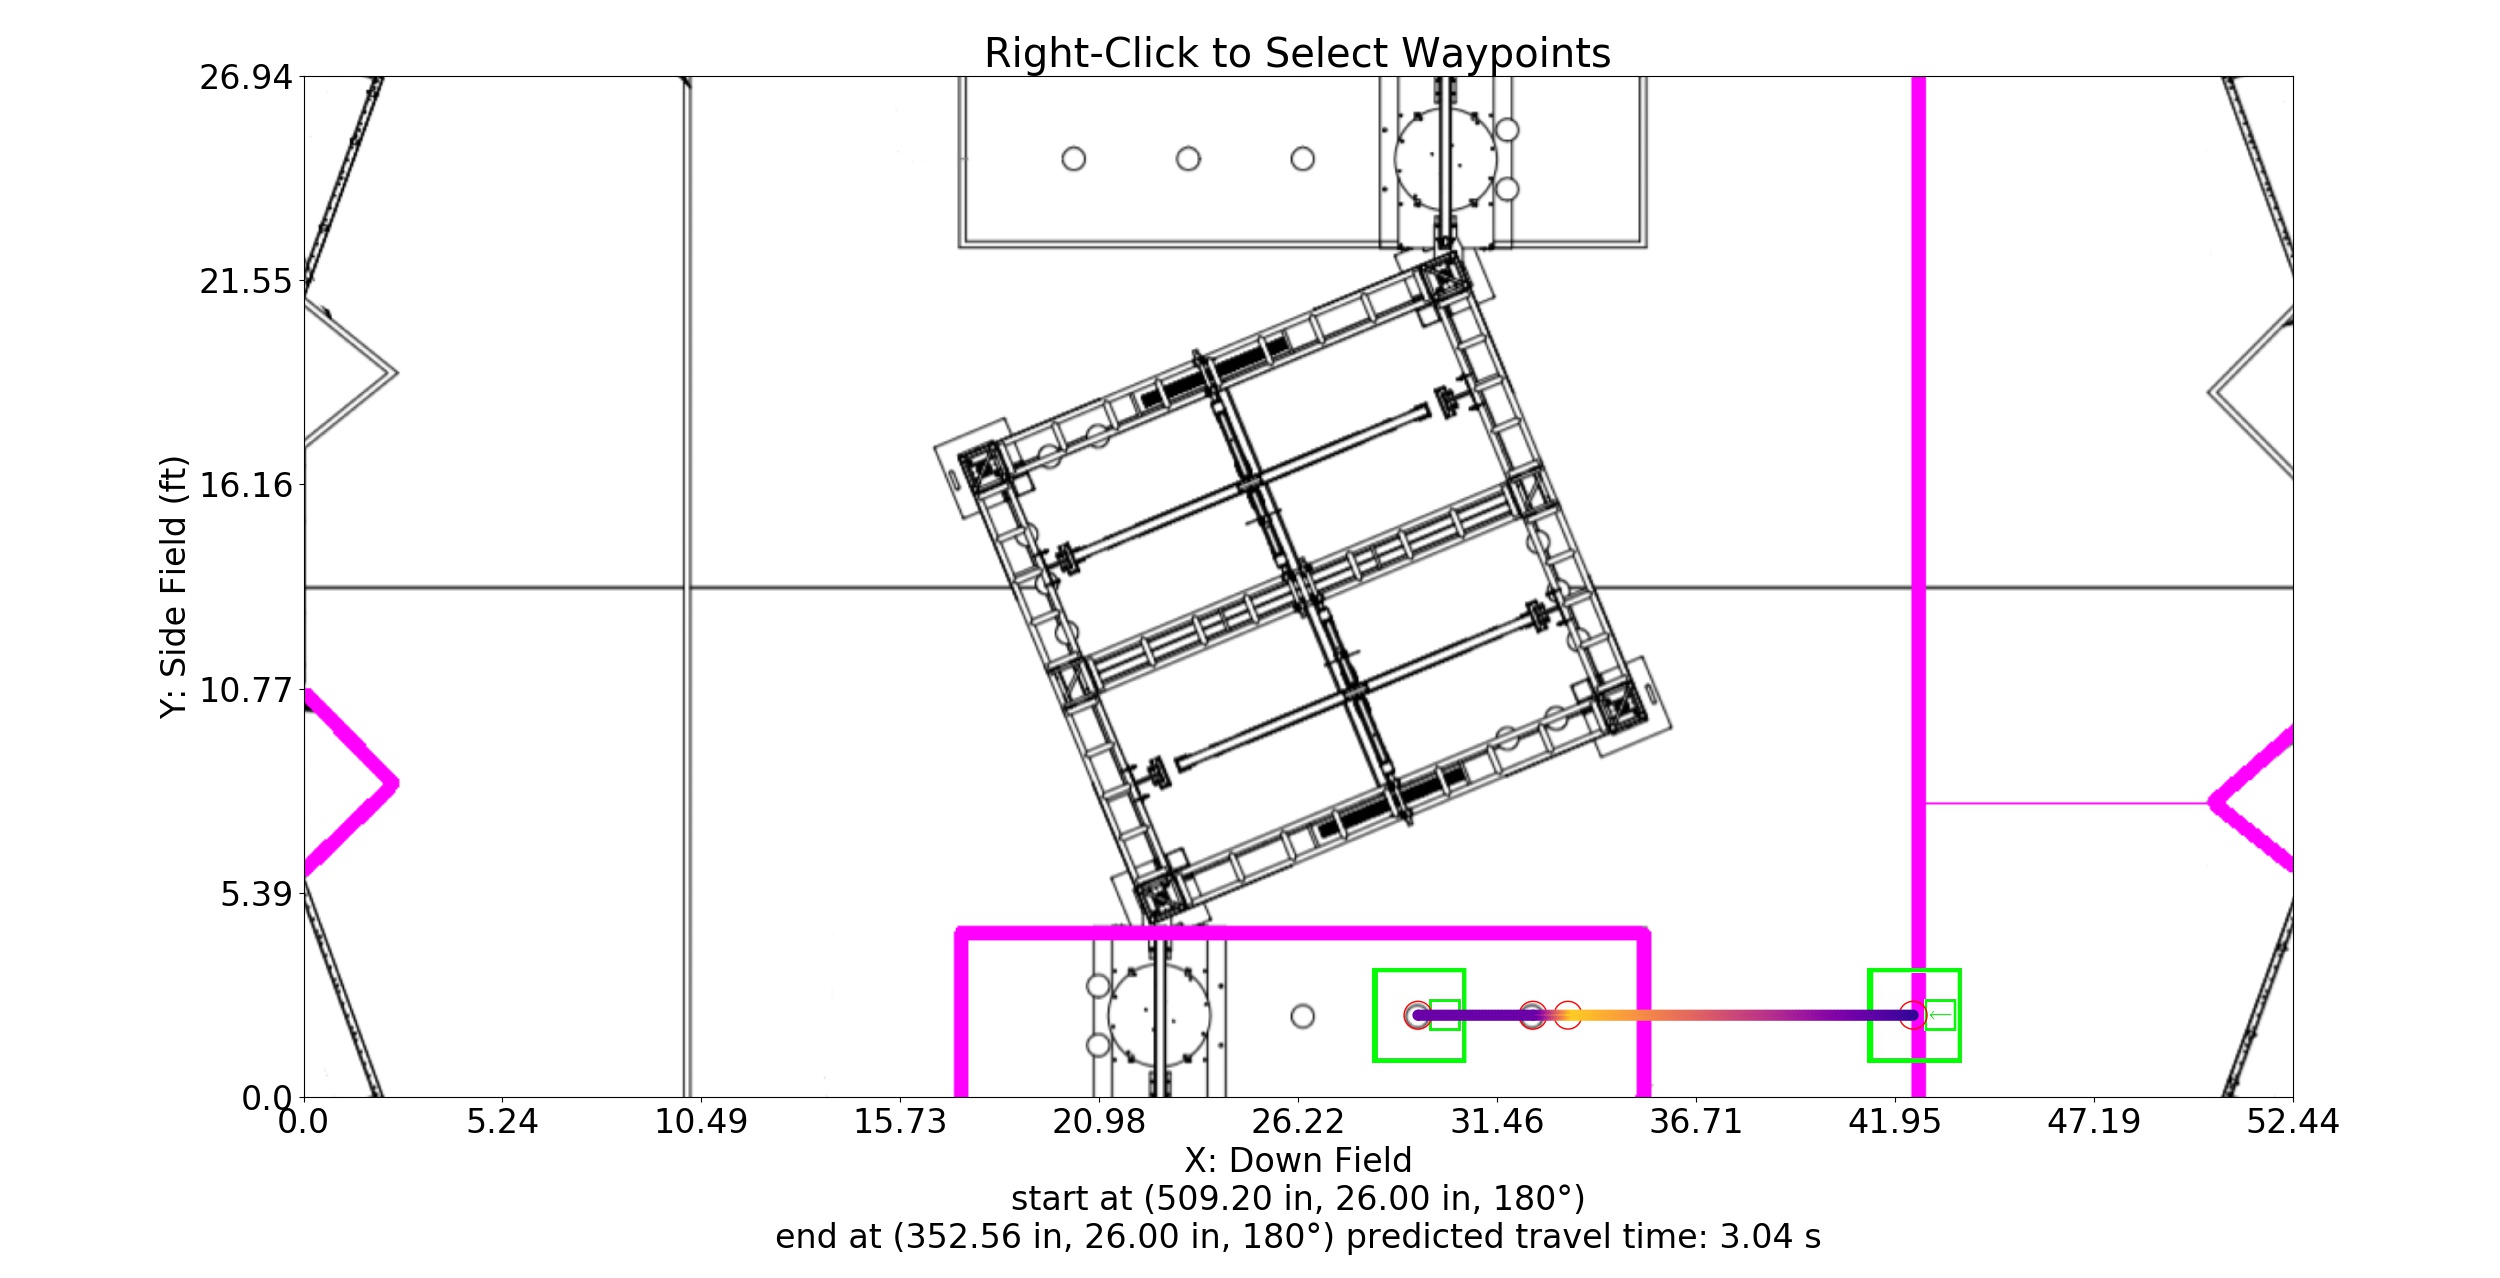 Right-Click to Select Waypoints
26.94
21.55
16.16
10.77
5.39
0.0
Y: Side Field (ft)
0.0 5.24 10.49 15.73 20.98 26.22 31.46 36.71 41.95 47.19 52.44
X: Down Field
start at (509.20 in, 26.00 in, 180°)
end at (352.56 in, 26.00 in, 180°) predicted travel time: 3.04 s